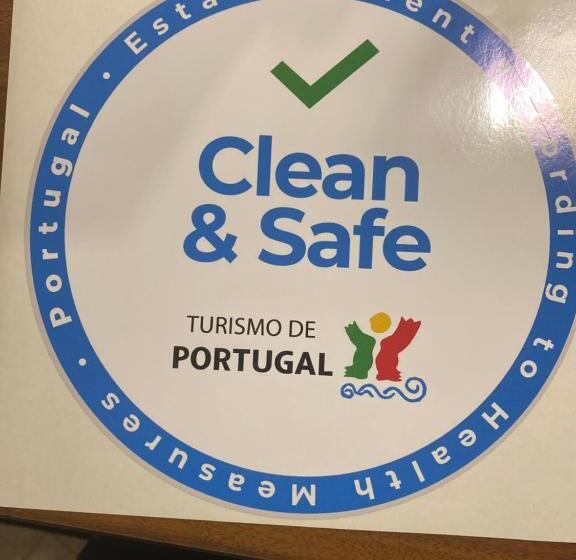 Clean
& Safe
TURISMO DE
PORTUGAL
to Health Measures • Portugal •